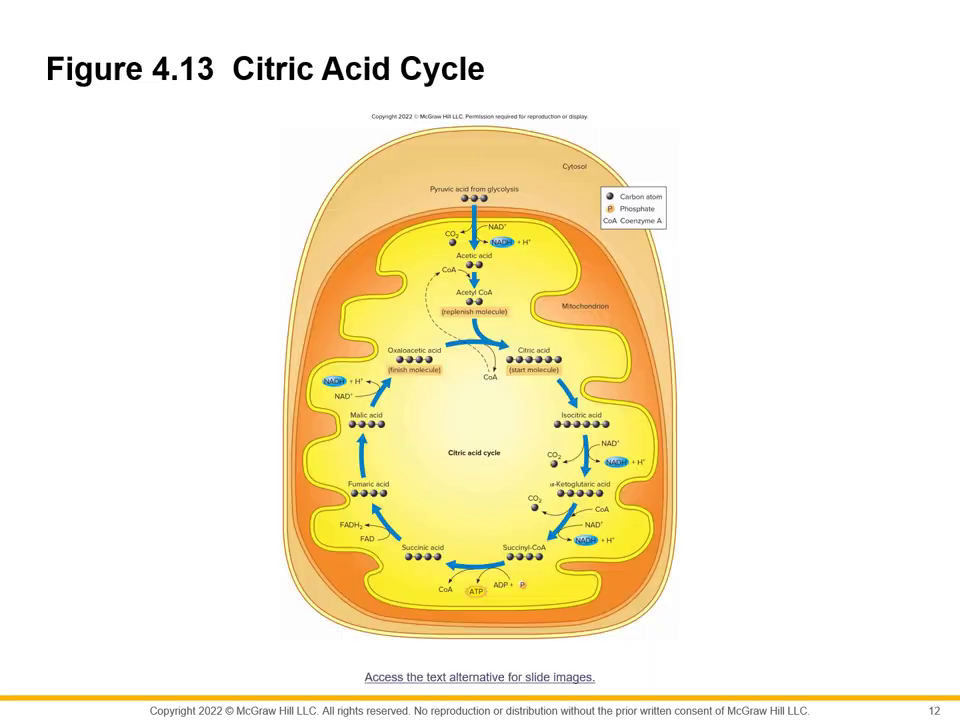 Figure 4.13 Citric Acid Cycle
Copyright 2022 © McGraw Hill LLC. Permission required for reproduction or display.
Cytosol
Pyruvic acid from glycolysis
Carbon atom
P Phosphate
CoA Coenzyme A
NAD⁺
CO₂
NADH + H⁺
Acetic acid
CoA
Acetyl CoA
(replenish molecule)
Mitochondrion
Oxaloacetic acid
(finish molecule)
Citric acid
(start molecule)
CoA
NADH + H⁺
NAD⁺
Malic acid
Isocitric acid
NAD⁺
CO₂
NADH + H⁺
Citric acid cycle
Fumaric acid
α-Ketoglutaric acid
CO₂
CoA
NAD⁺
NADH + H⁺
FADH₂
FAD
Succinic acid
Succinyl-CoA
CoA
ATP
ADP + P
Access the text alternative for slide images.
Copyright 2022 © McGraw Hill LLC. All rights reserved. No reproduction or distribution without the prior written consent of McGraw Hill LLC.
12